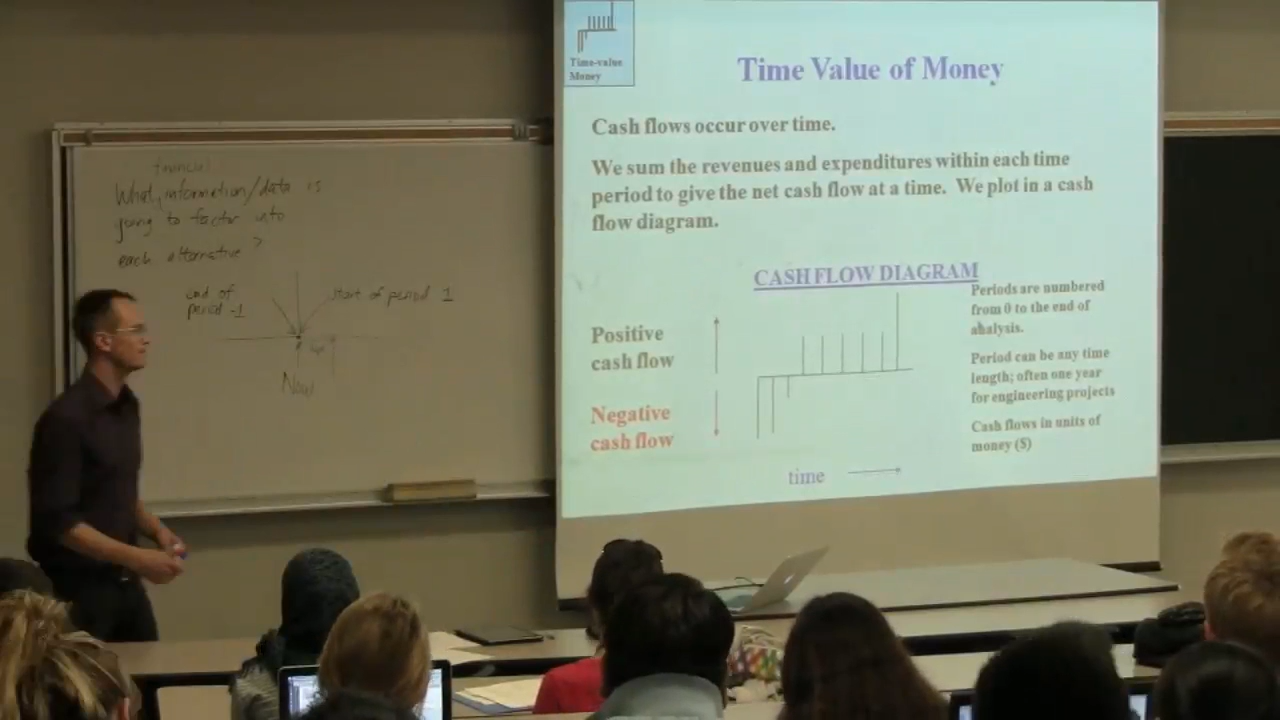 financial
What information/data is
going to factor into
each alternative ?
end of
period -1
start of period 1
Now
Time-value
Money
Time Value of Money
Cash flows occur over time.
We sum the revenues and expenditures within each time
period to give the net cash flow at a time. We plot in a cash
flow diagram.
CASH FLOW DIAGRAM
Positive
cash flow
Negative
cash flow
time
Periods are numbered
from 0 to the end of
analysis.
Period can be any time
length; often one year
for engineering projects
Cash flows in units of
money ($)